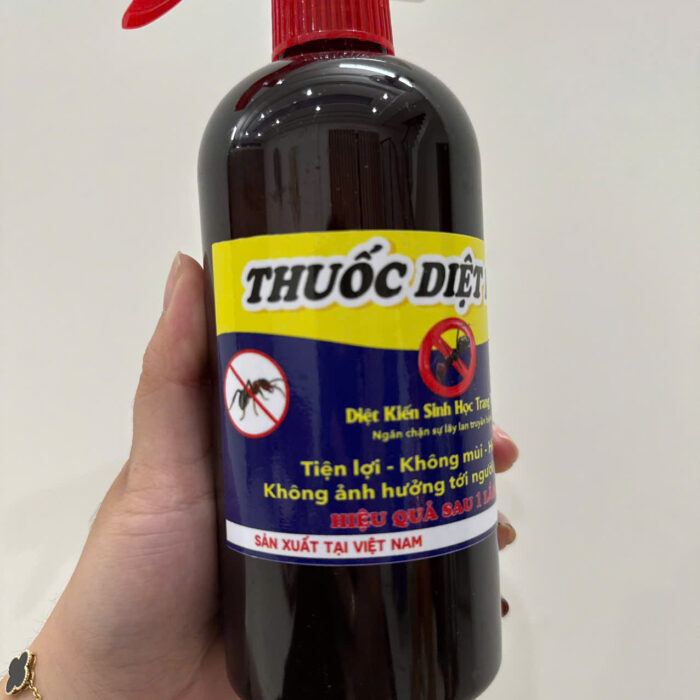 THUỐC DIỆT
Diệt Kiến Sinh Học Trang
Ngăn chặn sự lây lan truyền
Tiện lợi - Không mùi -
Không ảnh hưởng tới người
HIỆU QUẢ SAU 1
SẢN XUẤT TẠI VIỆT NAM